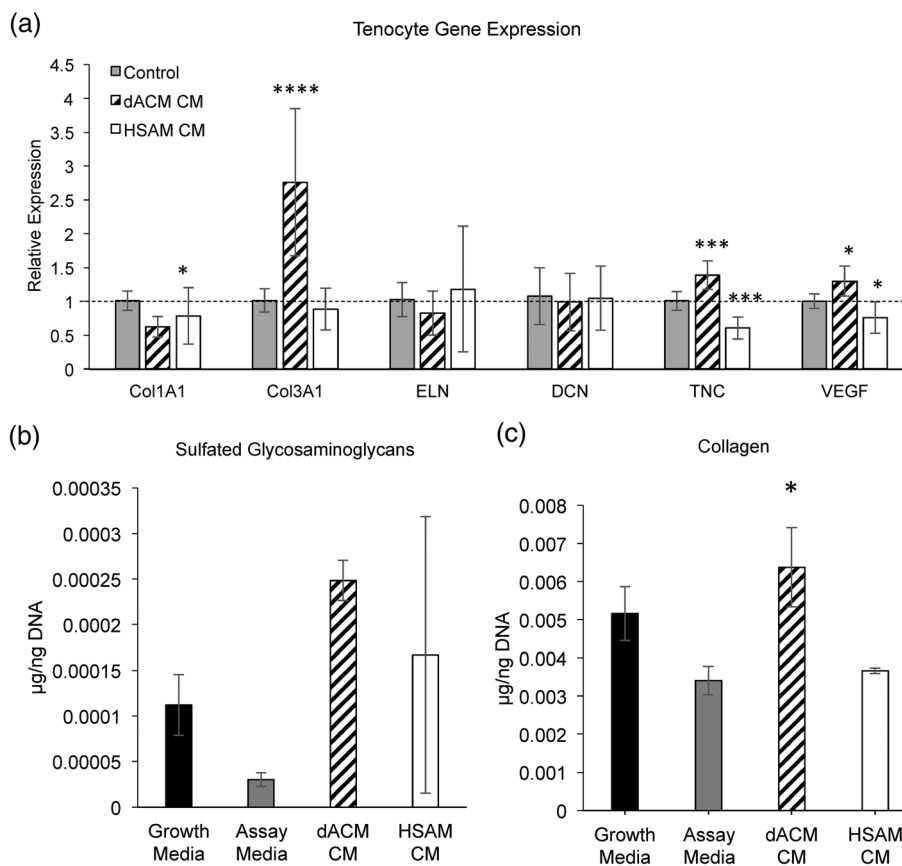 (a)
Tenocyte Gene Expression
4.5
4
3.5
3
2.5
2
1.5
1
0.5
0
Relative Expression
Control
dACM CM
HSAM CM
*
****
***
***
*
*
Col1A1 Col3A1 ELN DCN TNC VEGF
(b)
Sulfated Glycosaminoglycans
0.00035
0.0003
0.00025
0.0002
0.00015
0.0001
0.00005
0
µg/ng DNA
Growth Media
Assay Media
dACM CM
HSAM CM
(c)
Collagen
0.008
0.007
0.006
0.005
0.004
0.003
0.002
0.001
0
µg/ng DNA
*
Growth Media
Assay Media
dACM CM
HSAM CM